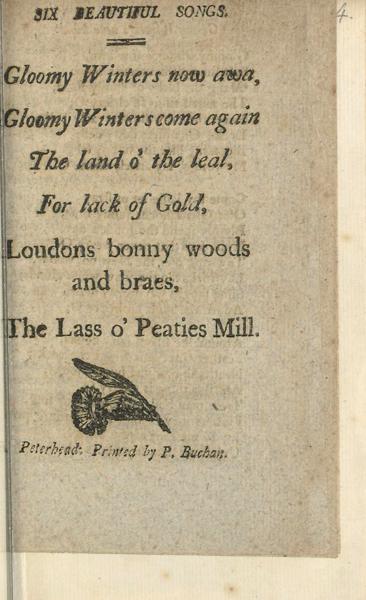 4.
SIX BEAUTIFUL SONGS.
Gloomy Winters now awa,
Gloomy Winters come again
The land o' the leal,
For lack of Gold,
Loudons bonny woods
and braes,
The Lass o' Peaties Mill.
Peterhead: Printed by P. Buchan.